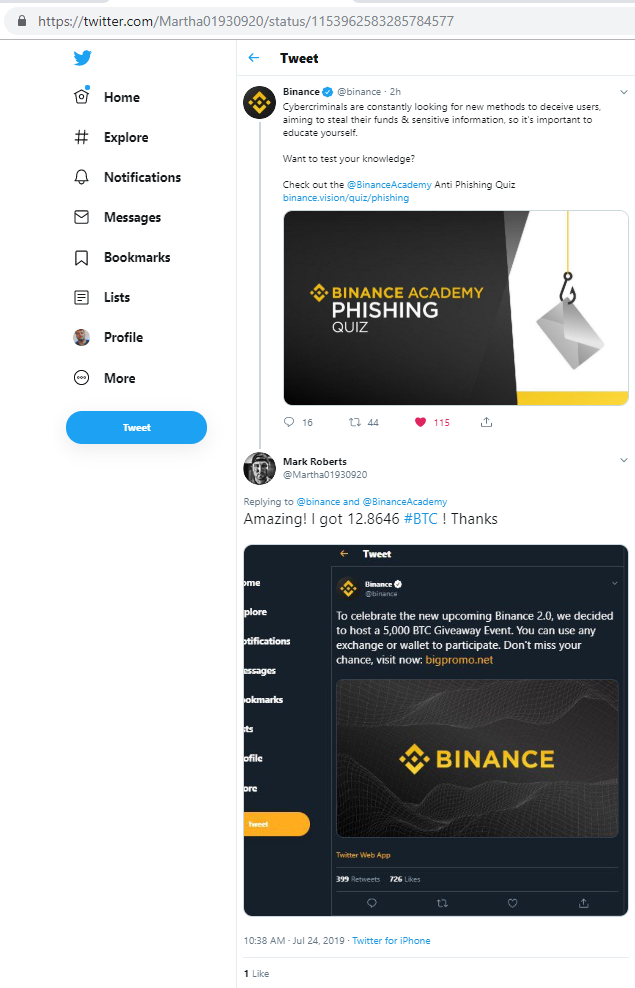 https://twitter.com/Martha01930920/status/1153962583285784577
Home
Explore
Notifications
Messages
Bookmarks
Lists
Profile
More
Tweet
Tweet
Binance @binance · 2h
Cybercriminals are constantly looking for new methods to deceive users,
aiming to steal their funds & sensitive information, so it's important to
educate yourself.
Want to test your knowledge?
Check out the @BinanceAcademy Anti Phishing Quiz
binance.vision/quiz/phishing
BINANCE ACADEMY
PHISHING
QUIZ
16 44 115
Mark Roberts
@Martha01930920
Replying to @binance and @BinanceAcademy
Amazing! I got 12.8646 #BTC ! Thanks
Tweet
ome
xplore
otifications
essages
ookmarks
sts
ofile
ore
Tweet
Binance
@binance
To celebrate the new upcoming Binance 2.0, we decided
to host a 5,000 BTC Giveaway Event. You can use any
exchange or wallet to participate. Don't miss your
chance, visit now: bigpromo.net
BINANCE
Twitter Web App
399 Retweets 726 Likes
10:38 AM · Jul 24, 2019 · Twitter for iPhone
1 Like